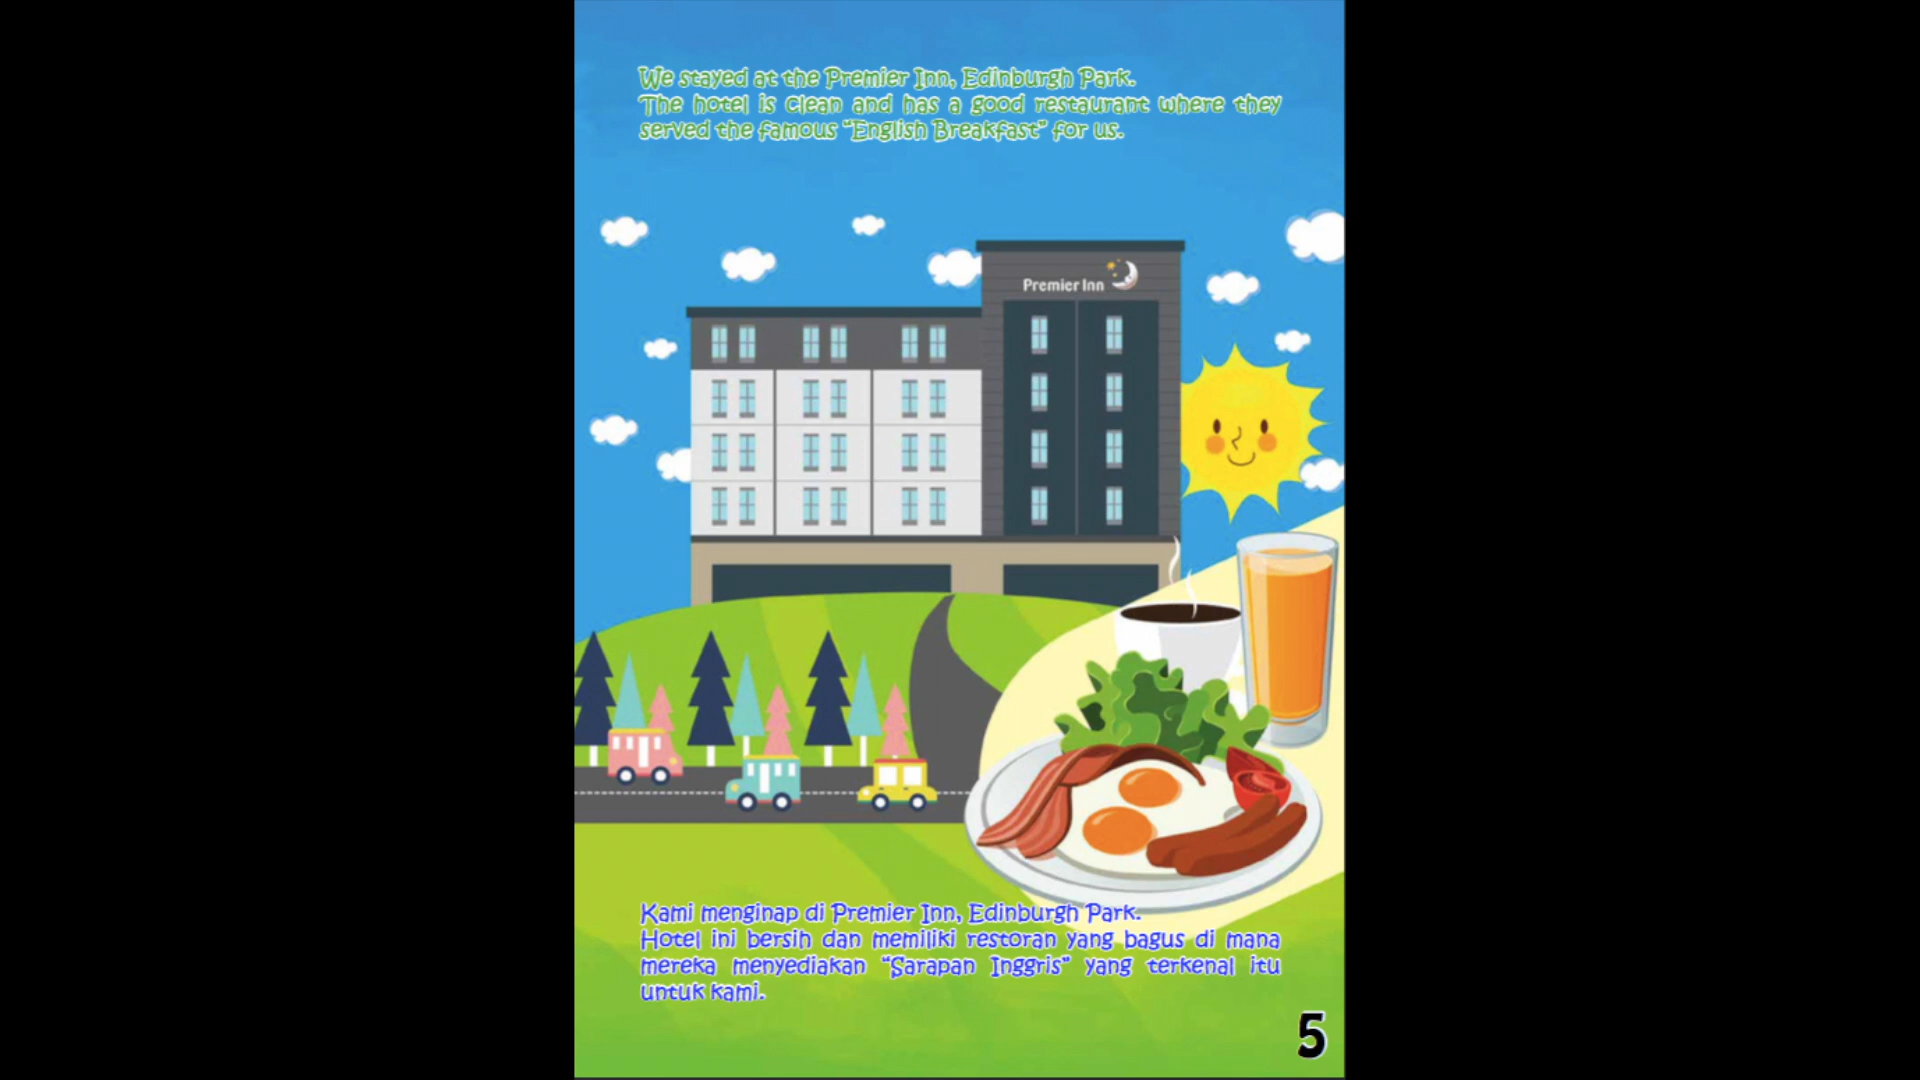 We stayed at the Premier Inn, Edinburgh Park.
The hotel is clean and has a good restaurant where they
served the famous “English Breakfast” for us.
Premier Inn
Kami menginap di Premier Inn, Edinburgh Park.
Hotel ini bersih dan memiliki restoran yang bagus di mana
mereka menyediakan “Sarapan Inggris” yang terkenal itu
untuk kami.
5